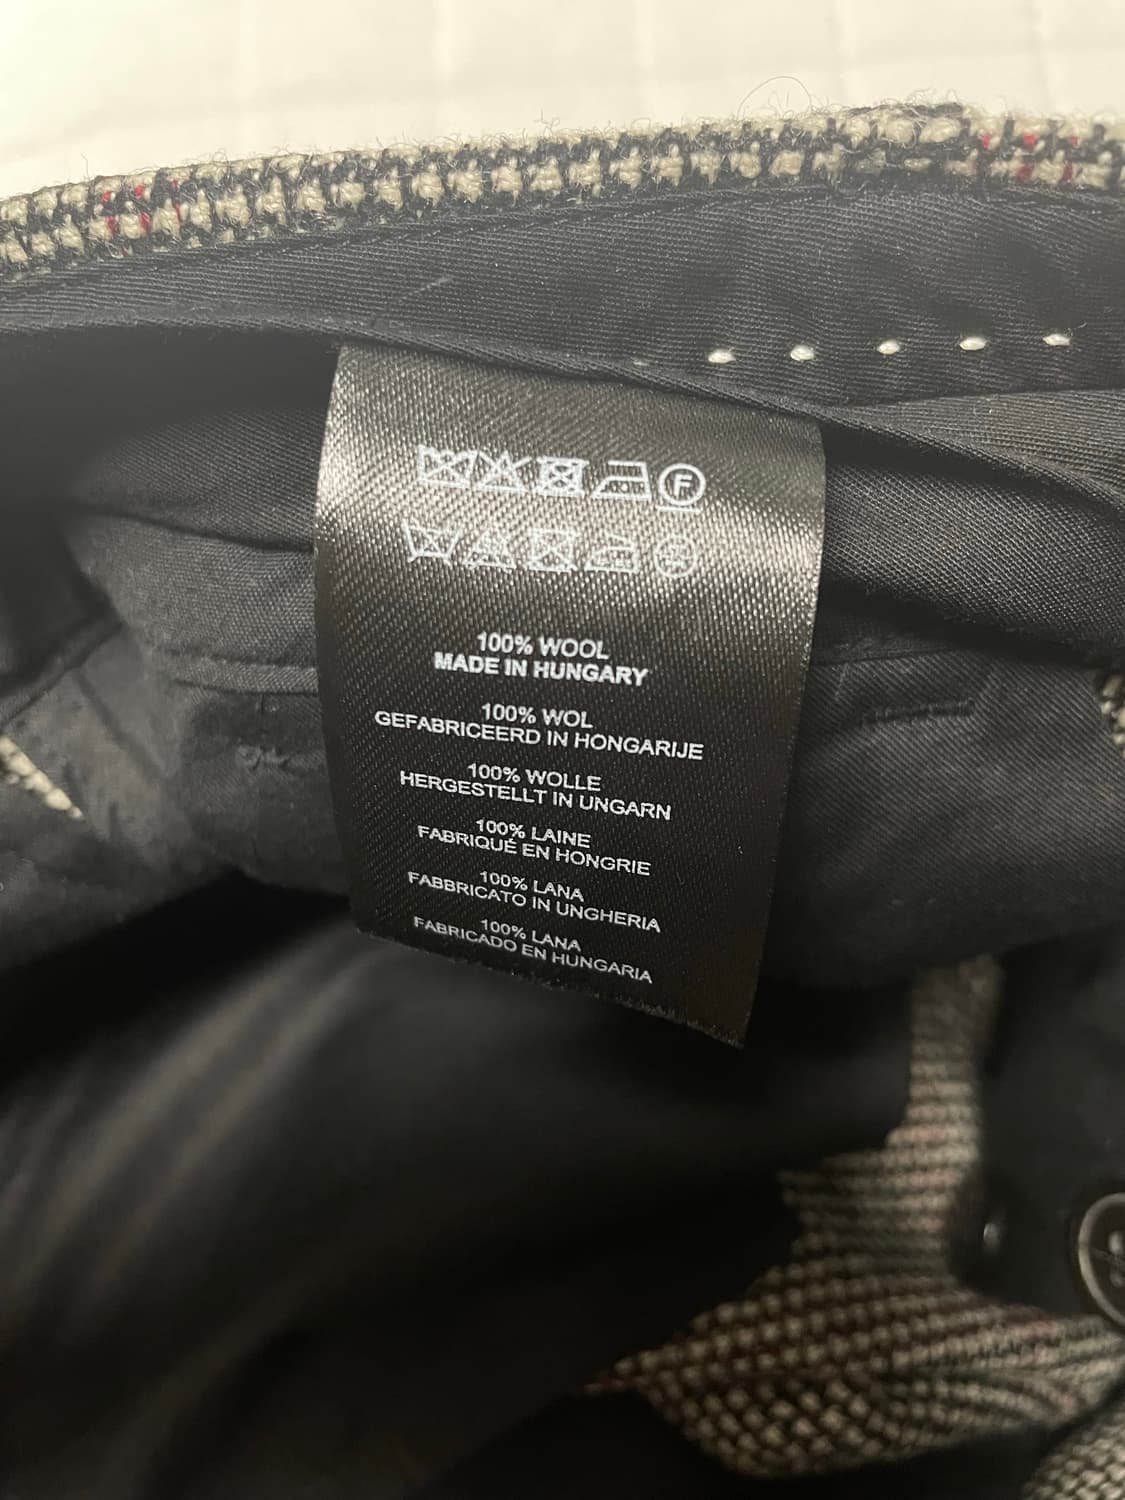 F
100% WOOL
MADE IN HUNGARY
100% WOL
GEFABRICEERD IN HONGARIJE
100% WOLLE
HERGESTELLT IN UNGARN
100% LAINE
FABRIQUÉ EN HONGRIE
100% LANA
FABBRICATO IN UNGHERIA
100% LANA
FABRICADO EN HUNGARIA